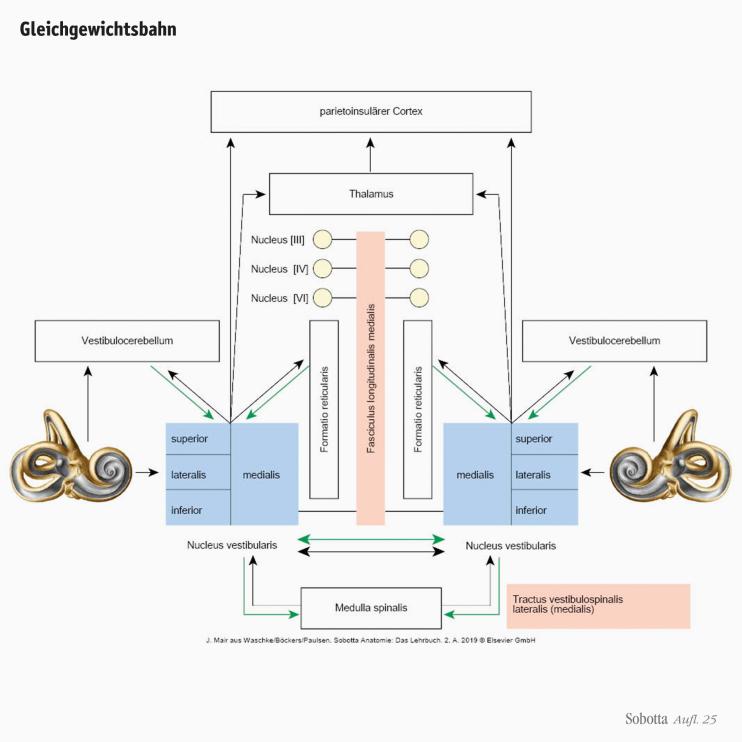 Gleichgewichtsbahn
parietoinsulärer Cortex
Thalamus
Nucleus [III]
Nucleus [IV]
Nucleus [VI]
Vestibulocerebellum
Vestibulocerebellum
Formatio reticularis
Fasciculus longitudinalis medialis
Formatio reticularis
superior
lateralis
inferior
medialis
medialis
superior
lateralis
inferior
Nucleus vestibularis
Nucleus vestibularis
Medulla spinalis
Tractus vestibulospinalis
lateralis (medialis)
J. Mair aus Waschke/Böckers/Paulsen. Sobotta Anatomie: Das Lehrbuch. 2. A. 2019 © Elsevier GmbH
Sobotta Aufl. 25